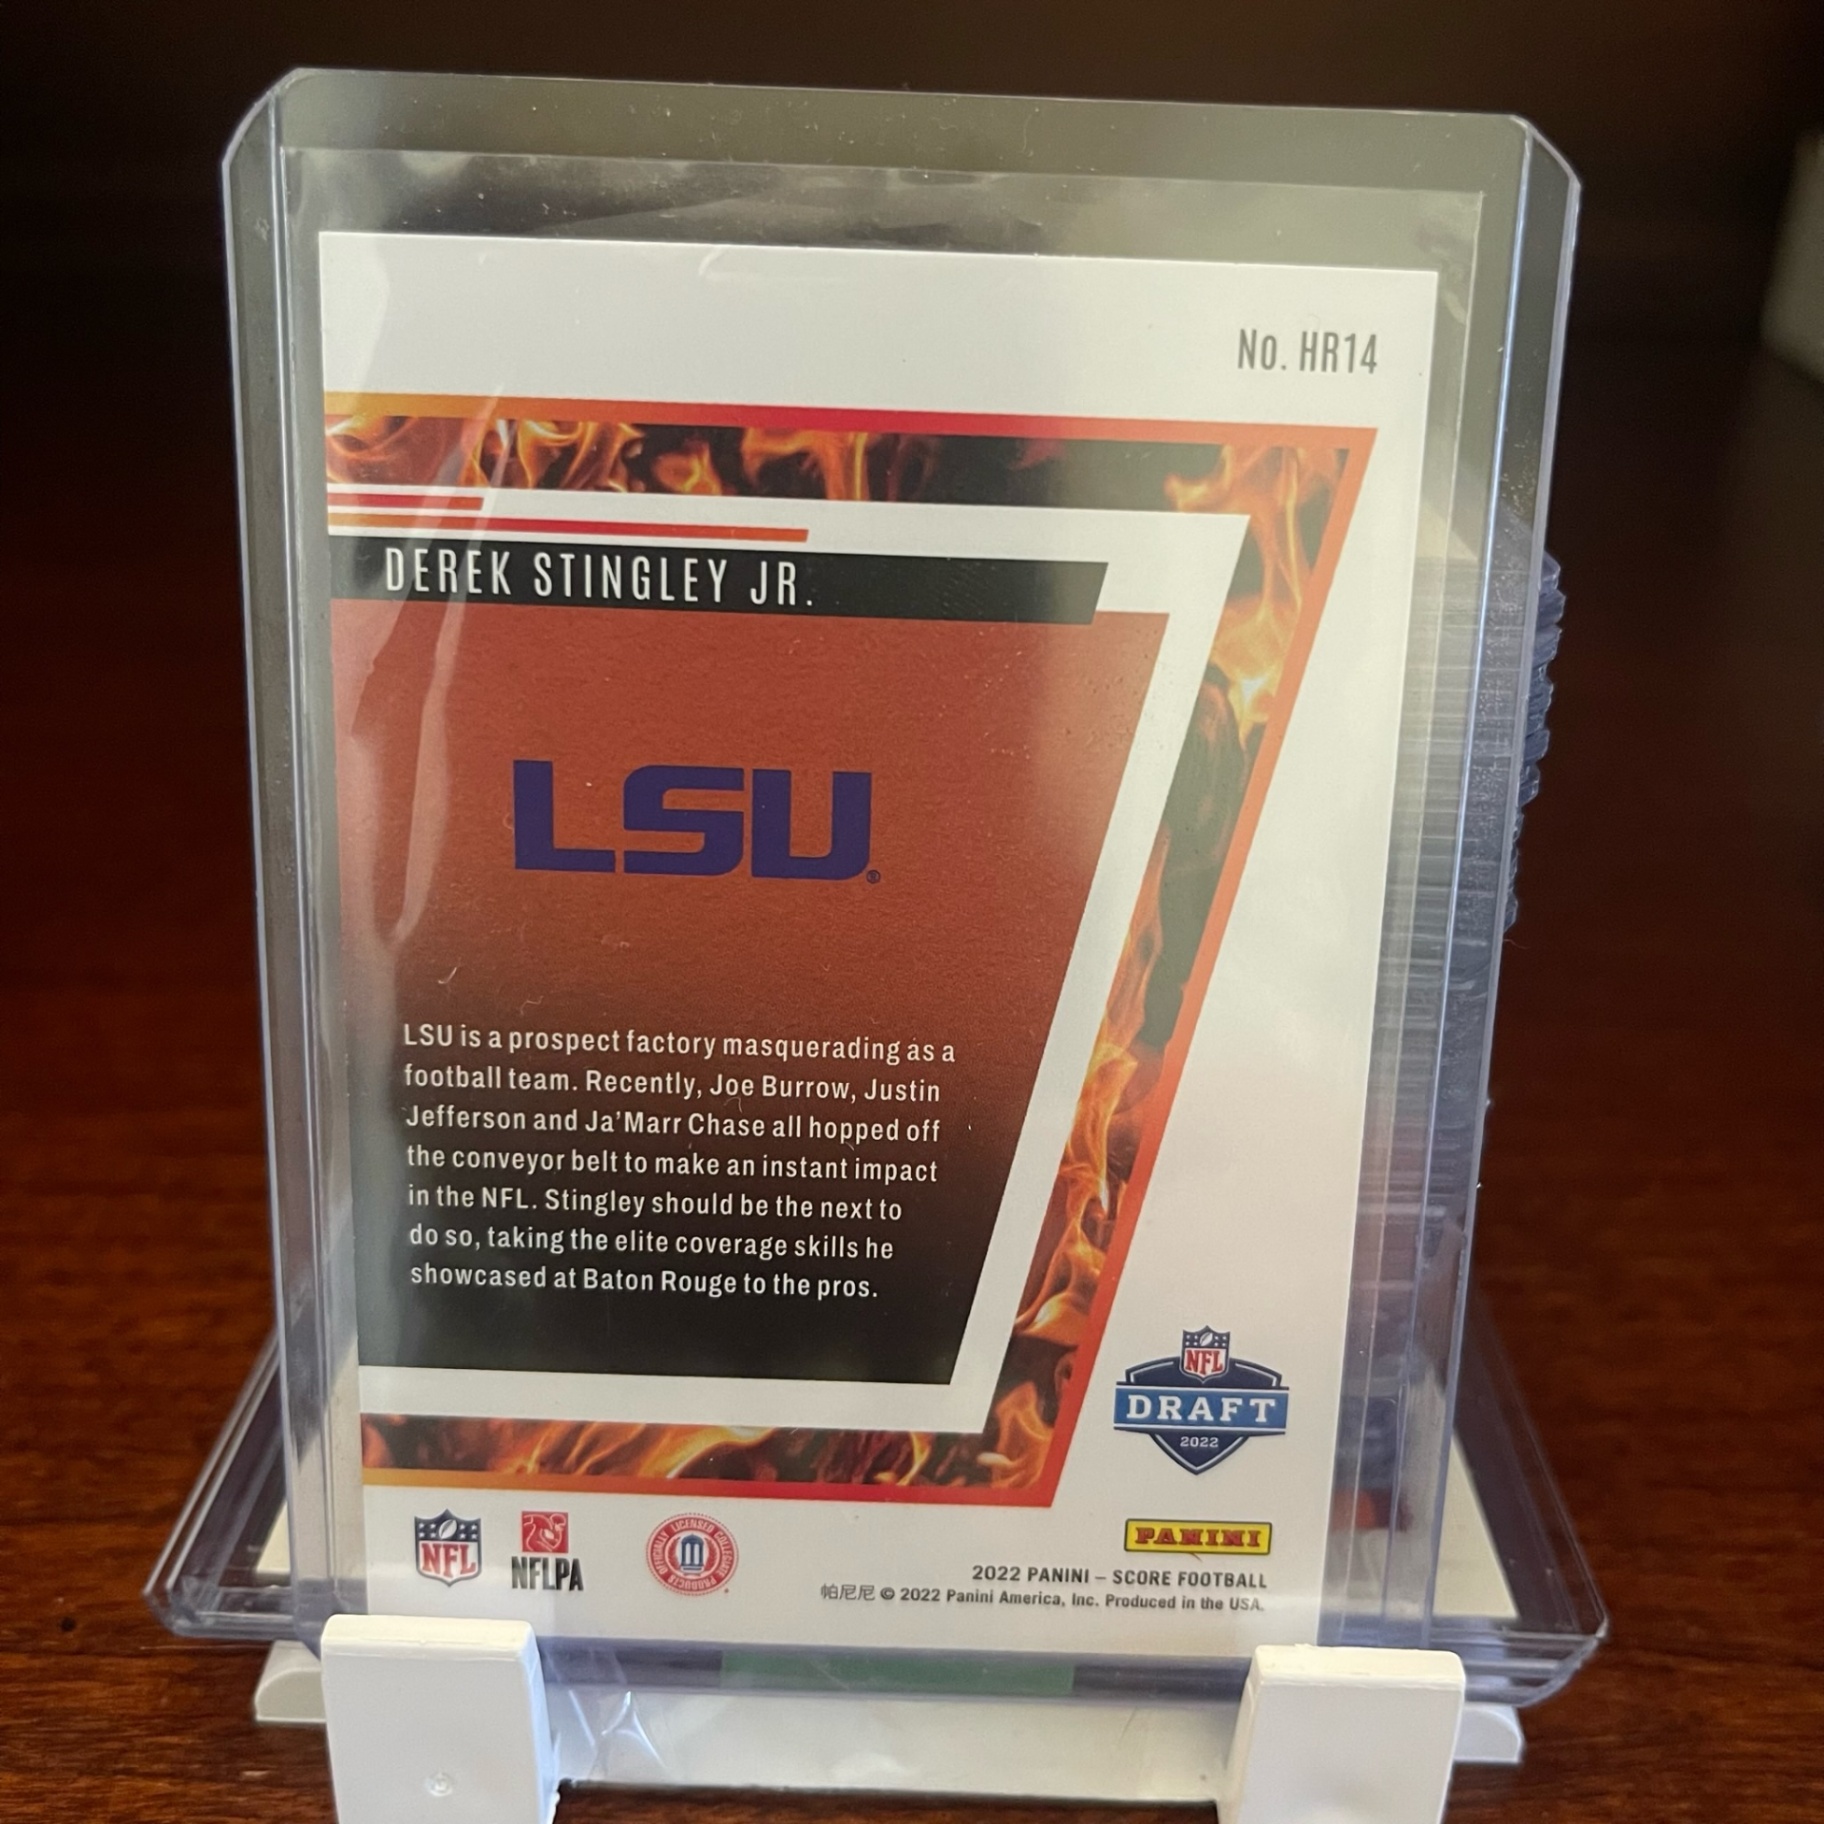 No. HR14
DEREK STINGLEY JR.
LSU®
LSU is a prospect factory masquerading as a
football team. Recently, Joe Burrow, Justin
Jefferson and Ja'Marr Chase all hopped off
the conveyor belt to make an instant impact
in the NFL. Stingley should be the next to
do so, taking the elite coverage skills he
showcased at Baton Rouge to the pros.
NFL
DRAFT
2022
NFL
NFLPA
OFFICIALLY LICENSED COLLEGIATE PRODUCTS
PANINI
2022 PANINI – SCORE FOOTBALL
帕尼尼 © 2022 Panini America, Inc. Produced in the USA.